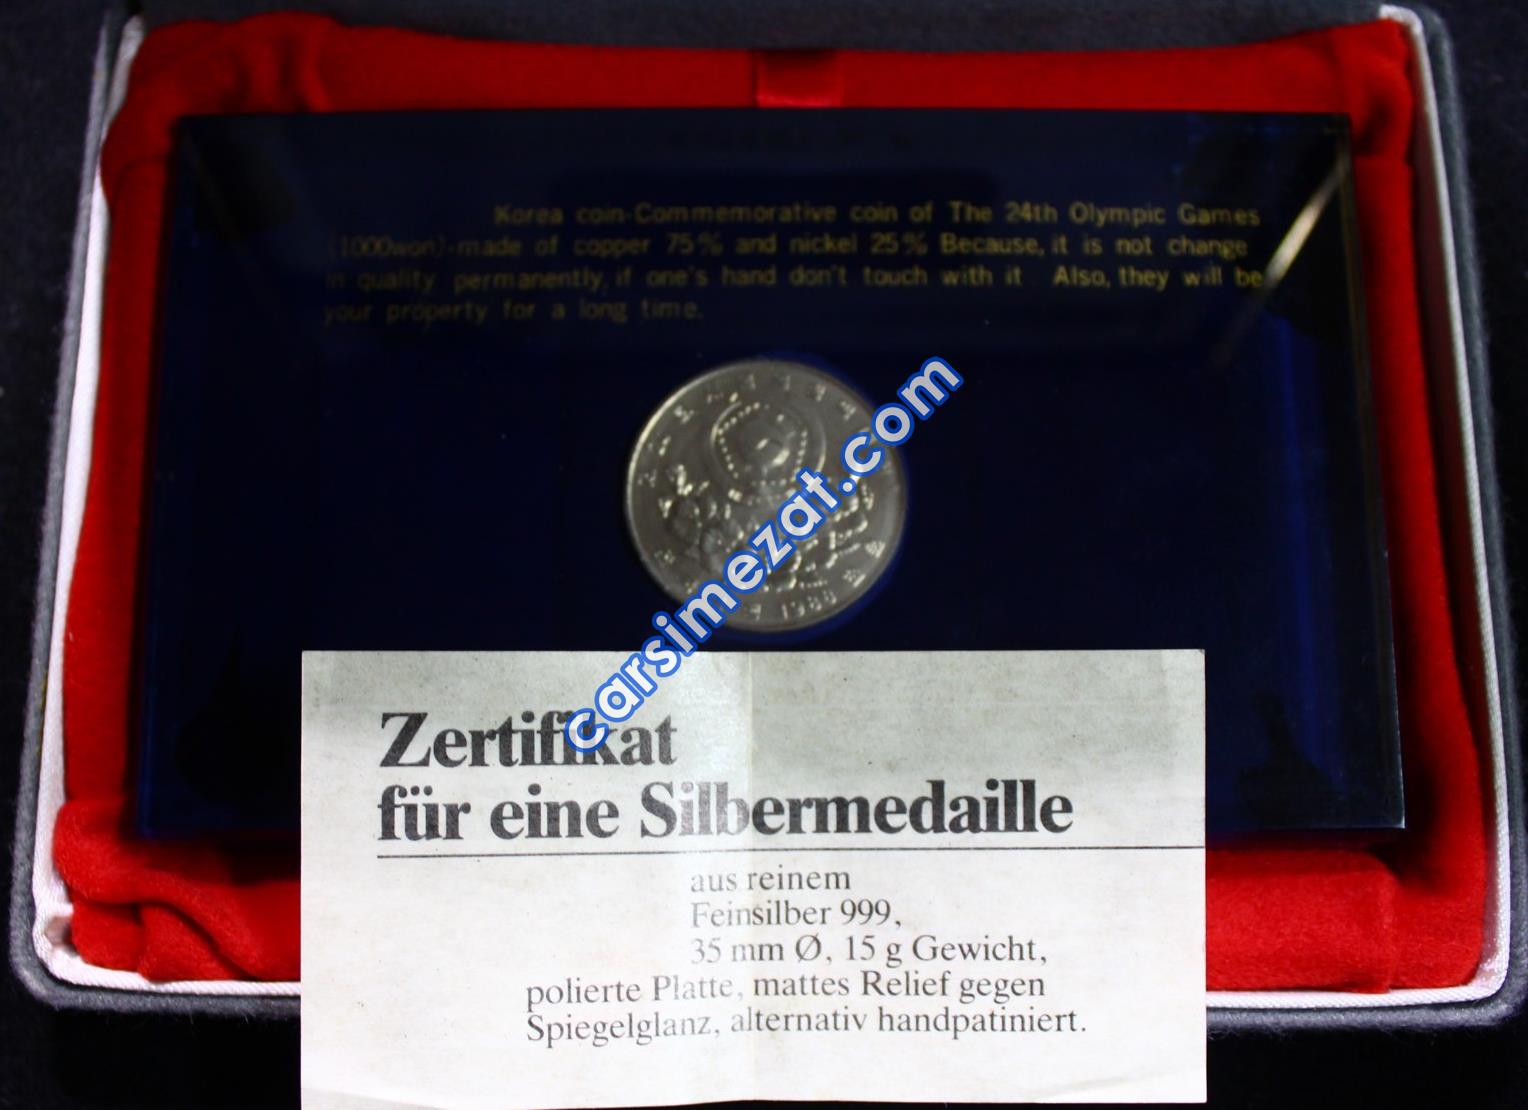 Korea coin-Commemorative coin of The 24th Olympic Games
(1000won)-made of copper 75% and nickel 25% Because, it is not change
in quality permanently, if one's hand don't touch with it Also, they will be
your property for a long time.
1988
carsimezat.com
Zertifikat
für eine Silbermedaille
aus reinem
Feinsilber 999,
35 mm Ø, 15 g Gewicht,
polierte Platte, mattes Relief gegen
Spiegelglanz, alternativ handpatiniert.